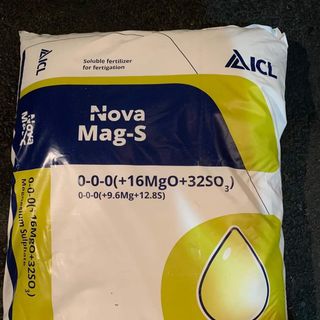 ICL
Soluble fertilizer
for fertigation
ICL
Nova
Mag-S
0-0-0(+16MgO+32SO₃)
0-0-0(+9.6Mg+12.8S)
Nova
Mag-S
0-0-0(+16MgO+32SO₃)
Magnesium Sulphate